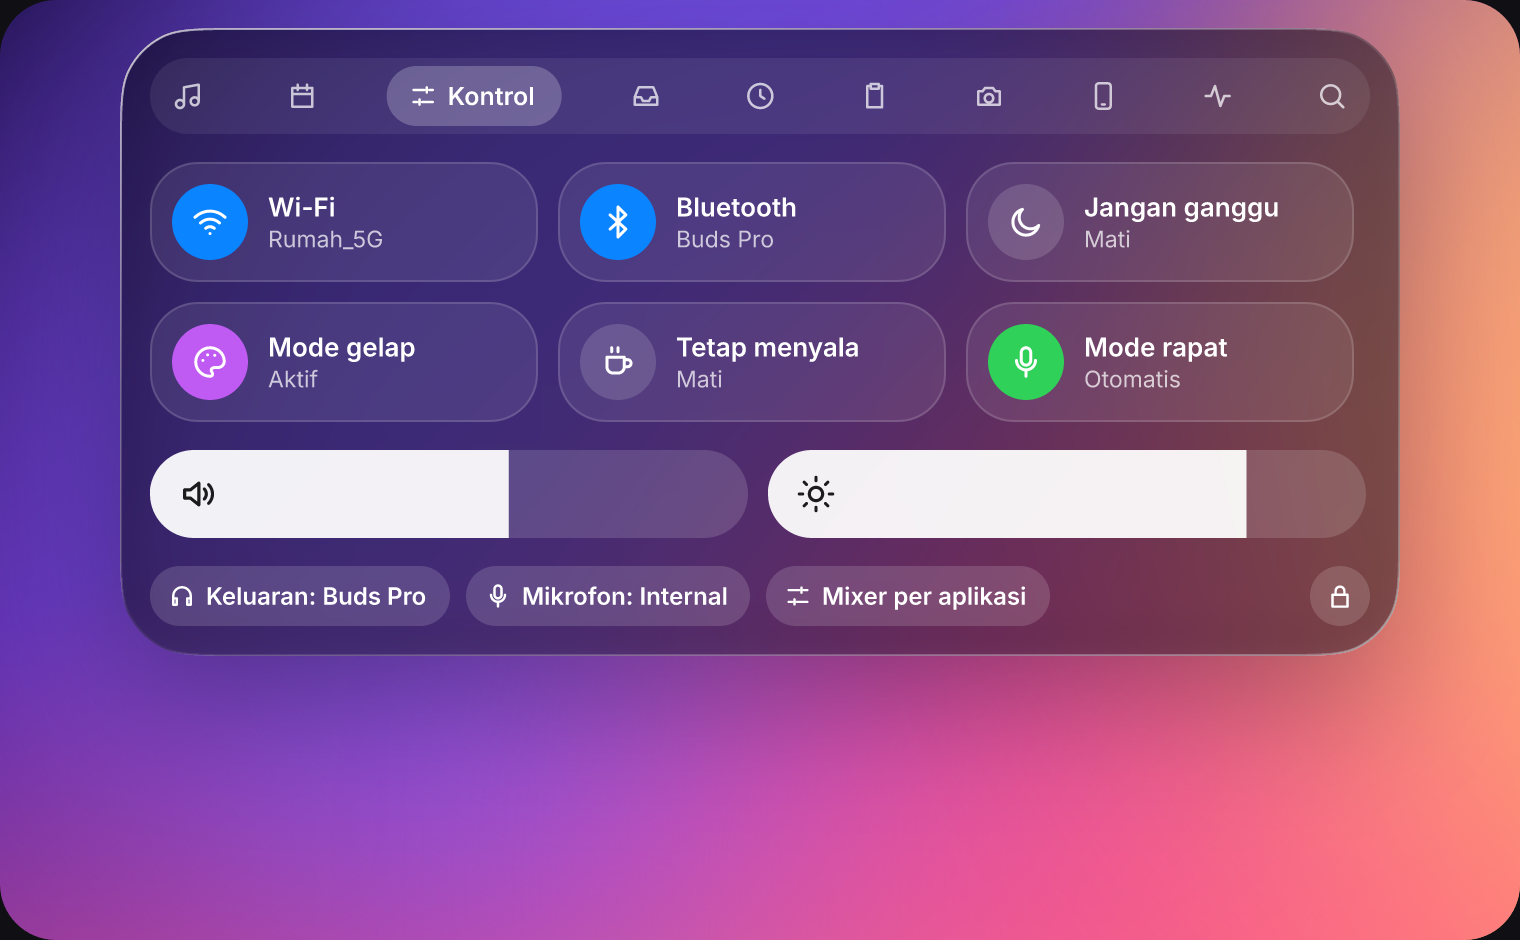 Kontrol
Wi-Fi
Rumah_5G
Bluetooth
Buds Pro
Jangan ganggu
Mati
Mode gelap
Aktif
Tetap menyala
Mati
Mode rapat
Otomatis
Keluaran: Buds Pro
Mikrofon: Internal
Mixer per aplikasi